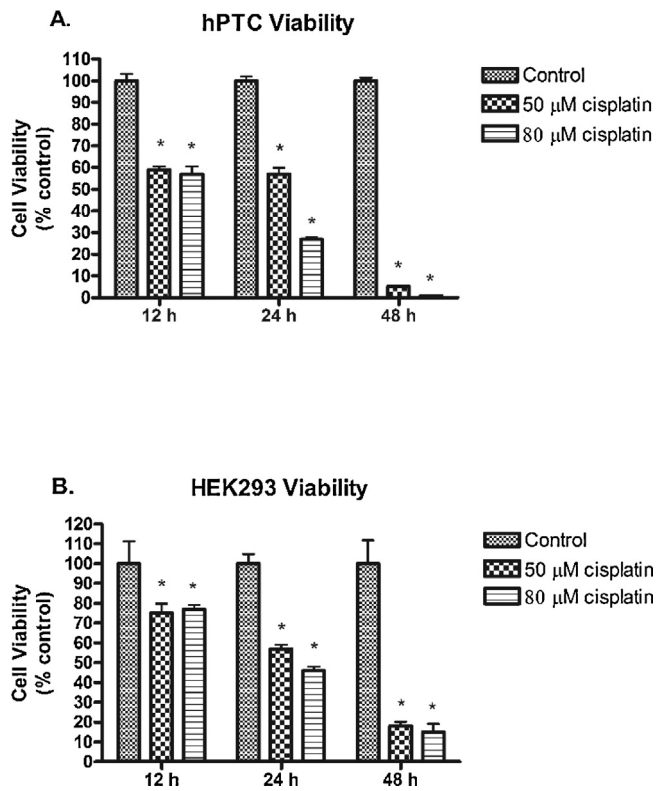 A.
hPTC Viability
110
100
90
80
70
60
50
40
30
20
10
0
Cell Viability
(% control)
* *
* *
* *
12 h 24 h 48 h
Control
50 μM cisplatin
80 μM cisplatin
B.
HEK293 Viability
120
110
100
90
80
70
60
50
40
30
20
10
0
Cell Viability
(% control)
* *
* *
* *
12 h 24 h 48 h
Control
50 μM cisplatin
80 μM cisplatin